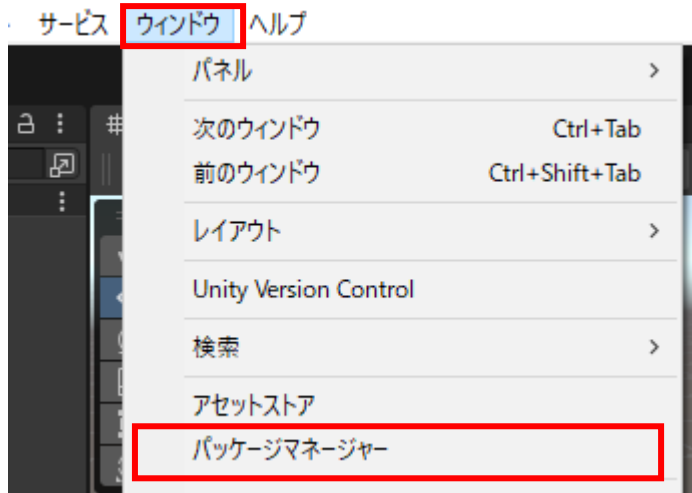 サービス ウィンドウ ヘルプ
パネル
次のウィンドウ Ctrl+Tab
前のウィンドウ Ctrl+Shift+Tab
レイアウト
Unity Version Control
検索
アセットストア
パッケージマネージャー